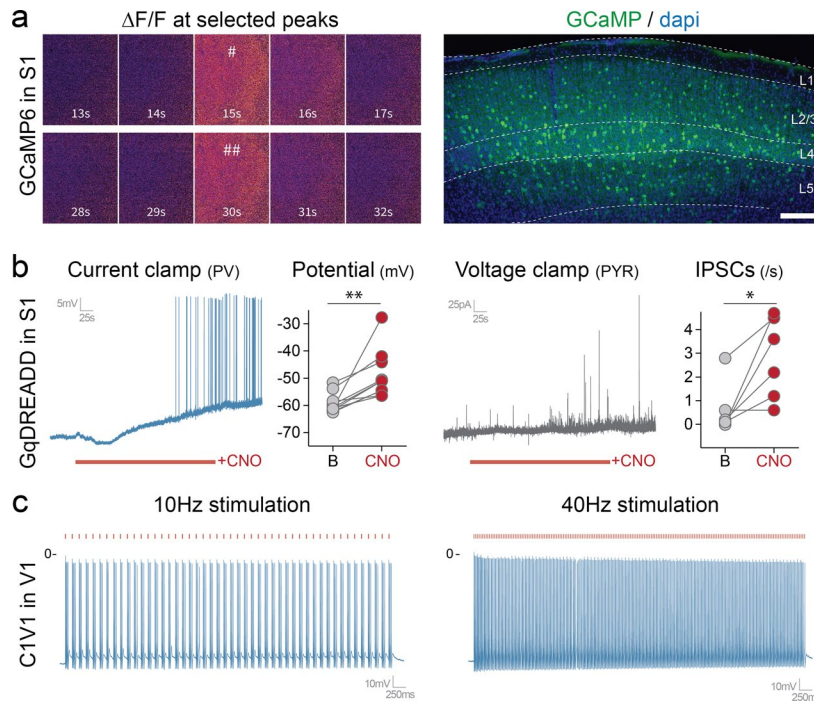 a
ΔF/F at selected peaks
GCaMP / dapi
GCaMP6 in S1
#
13s 14s 15s 16s 17s
##
28s 29s 30s 31s 32s
L1
L2/3
L4
L5
b
Current clamp (PV)
Potential (mV)
Voltage clamp (PYR)
IPSCs (/s)
GqDREADD in S1
5mV
25s
**
-30
-40
-50
-60
-70
+CNO
B CNO
25pA
25s
*
4
3
2
1
0
+CNO
B CNO
c
10Hz stimulation
40Hz stimulation
C1V1 in V1
0-
10mV
250ms
0-
10mV
250ms